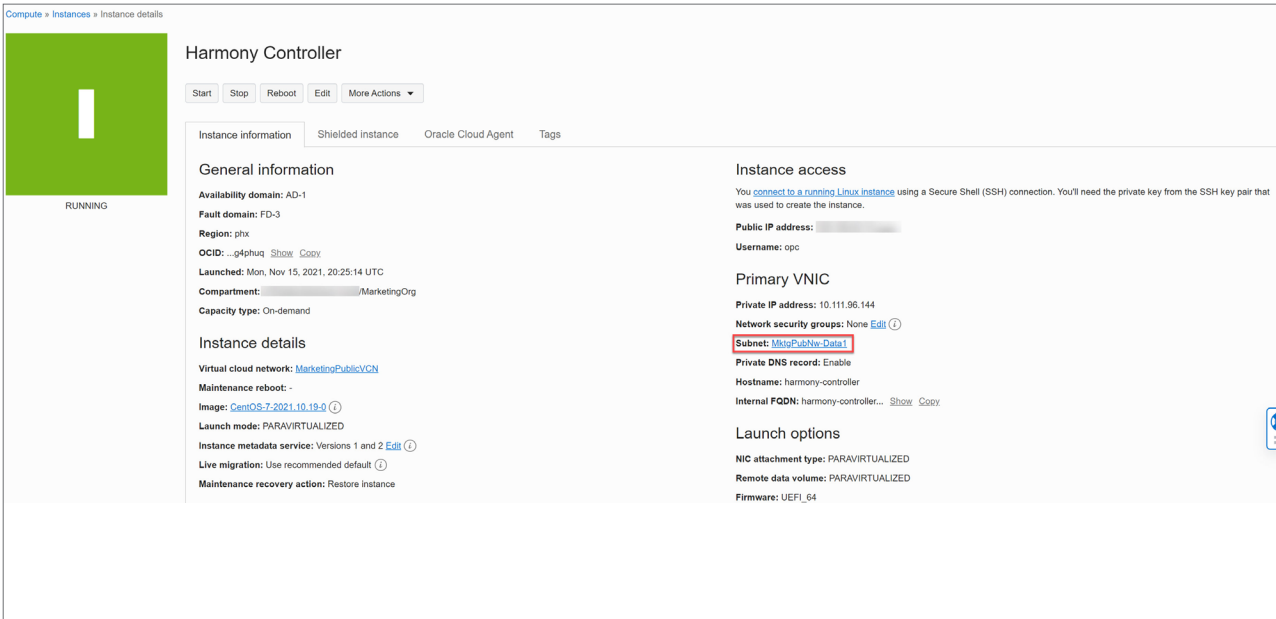 Compute » Instances » Instance details
Harmony Controller
Start Stop Reboot Edit More Actions
RUNNING
Instance information Shielded instance Oracle Cloud Agent Tags
General information
Availability domain: AD-1
Fault domain: FD-3
Region: phx
OCID: ...g4phuq Show Copy
Launched: Mon, Nov 15, 2021, 20:25:14 UTC
Compartment: /MarketingOrg
Capacity type: On-demand
Instance details
Virtual cloud network: MarketingPublicVCN
Maintenance reboot: -
Image: CentOS-7-2021.10.19-0
Launch mode: PARAVIRTUALIZED
Instance metadata service: Versions 1 and 2 Edit
Live migration: Use recommended default
Maintenance recovery action: Restore instance
Instance access
You connect to a running Linux instance using a Secure Shell (SSH) connection. You'll need the private key from the SSH key pair that
was used to create the instance.
Public IP address:
Username: opc
Primary VNIC
Private IP address: 10.111.96.144
Network security groups: None Edit
Subnet: MktgPubNw-Data1
Private DNS record: Enable
Hostname: harmony-controller
Internal FQDN: harmony-controller... Show Copy
Launch options
NIC attachment type: PARAVIRTUALIZED
Remote data volume: PARAVIRTUALIZED
Firmware: UEFI_64